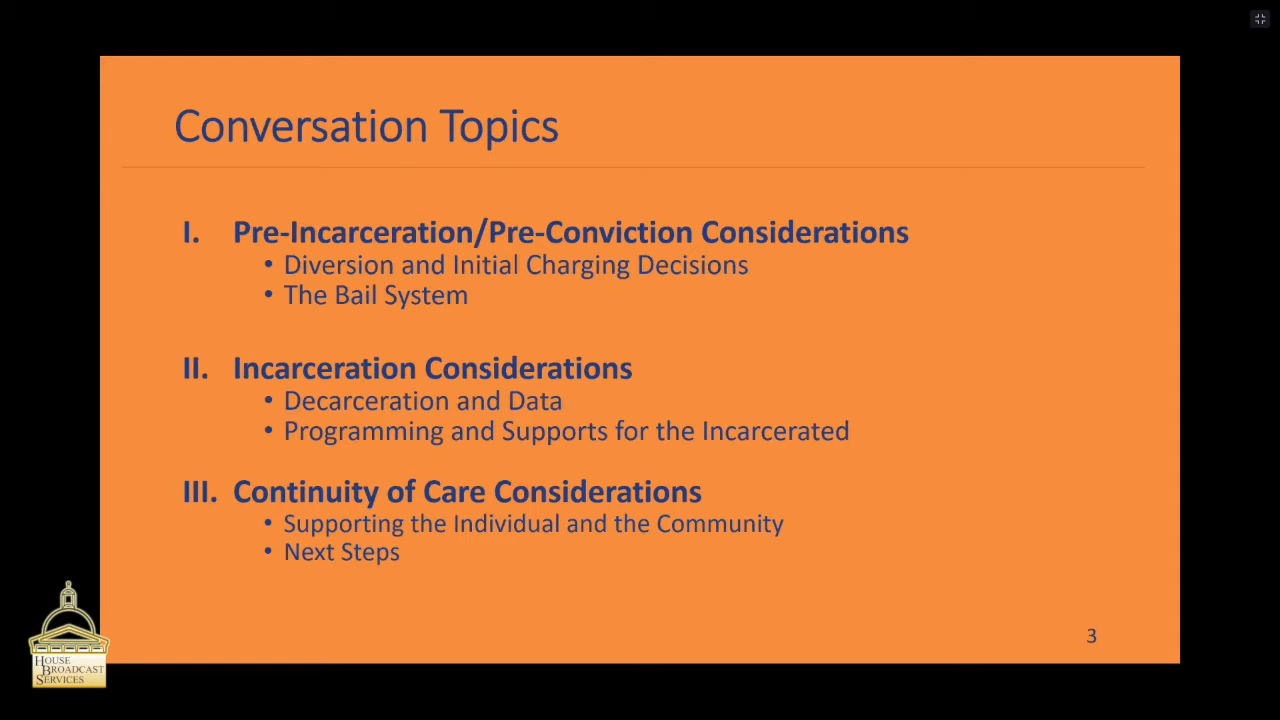 Conversation Topics
I. Pre-Incarceration/Pre-Conviction Considerations
• Diversion and Initial Charging Decisions
• The Bail System
II. Incarceration Considerations
• Decarceration and Data
• Programming and Supports for the Incarcerated
III. Continuity of Care Considerations
• Supporting the Individual and the Community
• Next Steps
3
HOUSE
BROADCAST
SERVICES